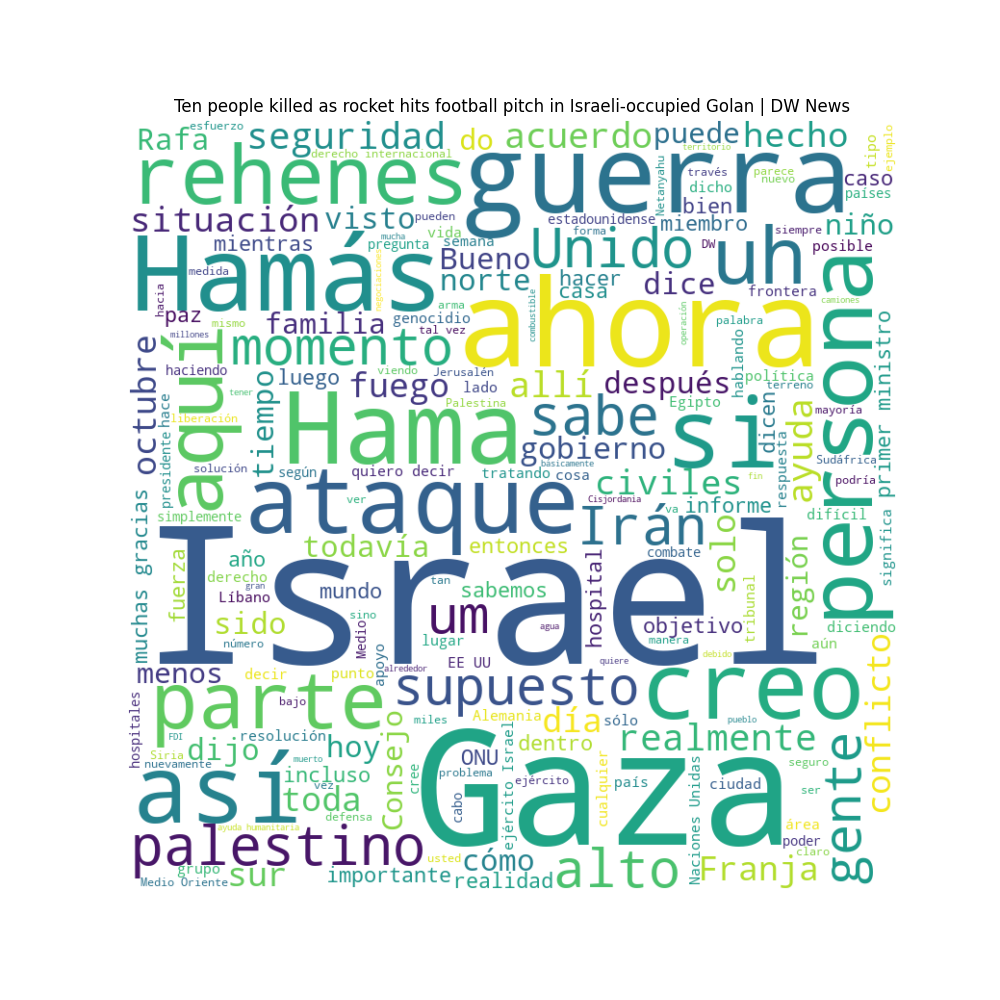 Ten people killed as rocket hits football pitch in Israeli-occupied Golan | DW News
Rafa
esfuerzo
seguridad
do
acuerdo
puede
hecho
tipo
ejemplo
derecho internacional
territorio
rehenes
guerra
Netanyahu
través
parece
nuevo
dicho
caso
países
situación
visto
pueden
vida
estadounidense
miembro
bien
siempre
niño
mientras
mucha
pregunta
semana
forma
DW
posible
Hamás
Bueno
Unido
uh
medida
negociaciones
norte
hacer
casa
dice
frontera
hacia
paz
arma
combustible
ahora
operación
camiones
persona
millones
mismo
familia
genocidio
tal vez
palabra
aquí
momento
hablando
ministro
octubre
haciendo
viendo
Jerusalén
política
tiempo
luego
fuego
lado
allí
después
Egipto
terreno
tener
liberación
Palestina
mayoría
presidente
hace
Hama
sabe
si
dicen
ayuda
primer
solución
gobierno
respuesta
Sudáfrica
según
quiero decir
básicamente
tratando
cosa
civiles
fin
podría
simplemente
ver
ataque
Cisjordania
va
informe
difícil
Irán
solo
significa
muchas gracias
fuerza
todavía
entonces
combate
región
año
derecho
gran
Israel
Líbano
mundo
tan
sabemos
hospital
tribunal
sido
sino
um
agua
objetivo
diciendo
número
Medio
lugar
manera
aún
menos
decir
punto
apoyo
alrededor
EE UU
quiere
debido
conflicto
hospitales
bajo
parte
supuesto
creo
miles
Alemania
día
sólo
pueblo
FDI
resolución
Consejo
ejército Israel
realmente
gente
Siria
dijo
hoy
ONU
dentro
nuevamente
muerto
incluso
cree
problema
ejército
cualquier
país
ciudad
seguro
así
toda
vez
cabo
Gaza
Naciones Unidas
ser
defensa
ayuda humanitaria
área
palestino
poder
claro
grupo
usted
cómo
alto
Franja
Medio Oriente
sur
importante
realidad